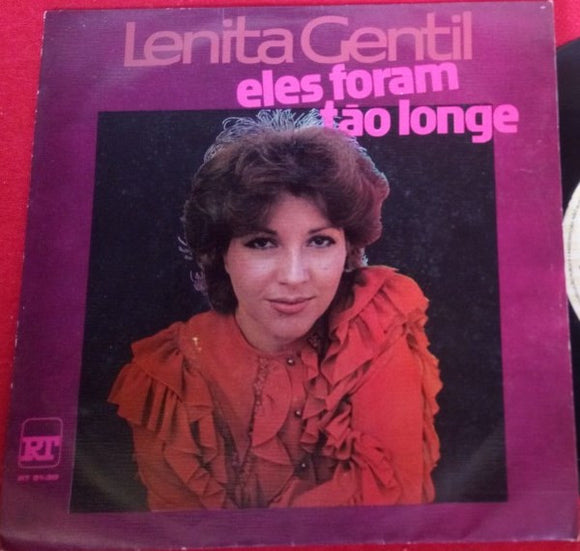 Lenita Gentil
eles foram
tão longe
RT